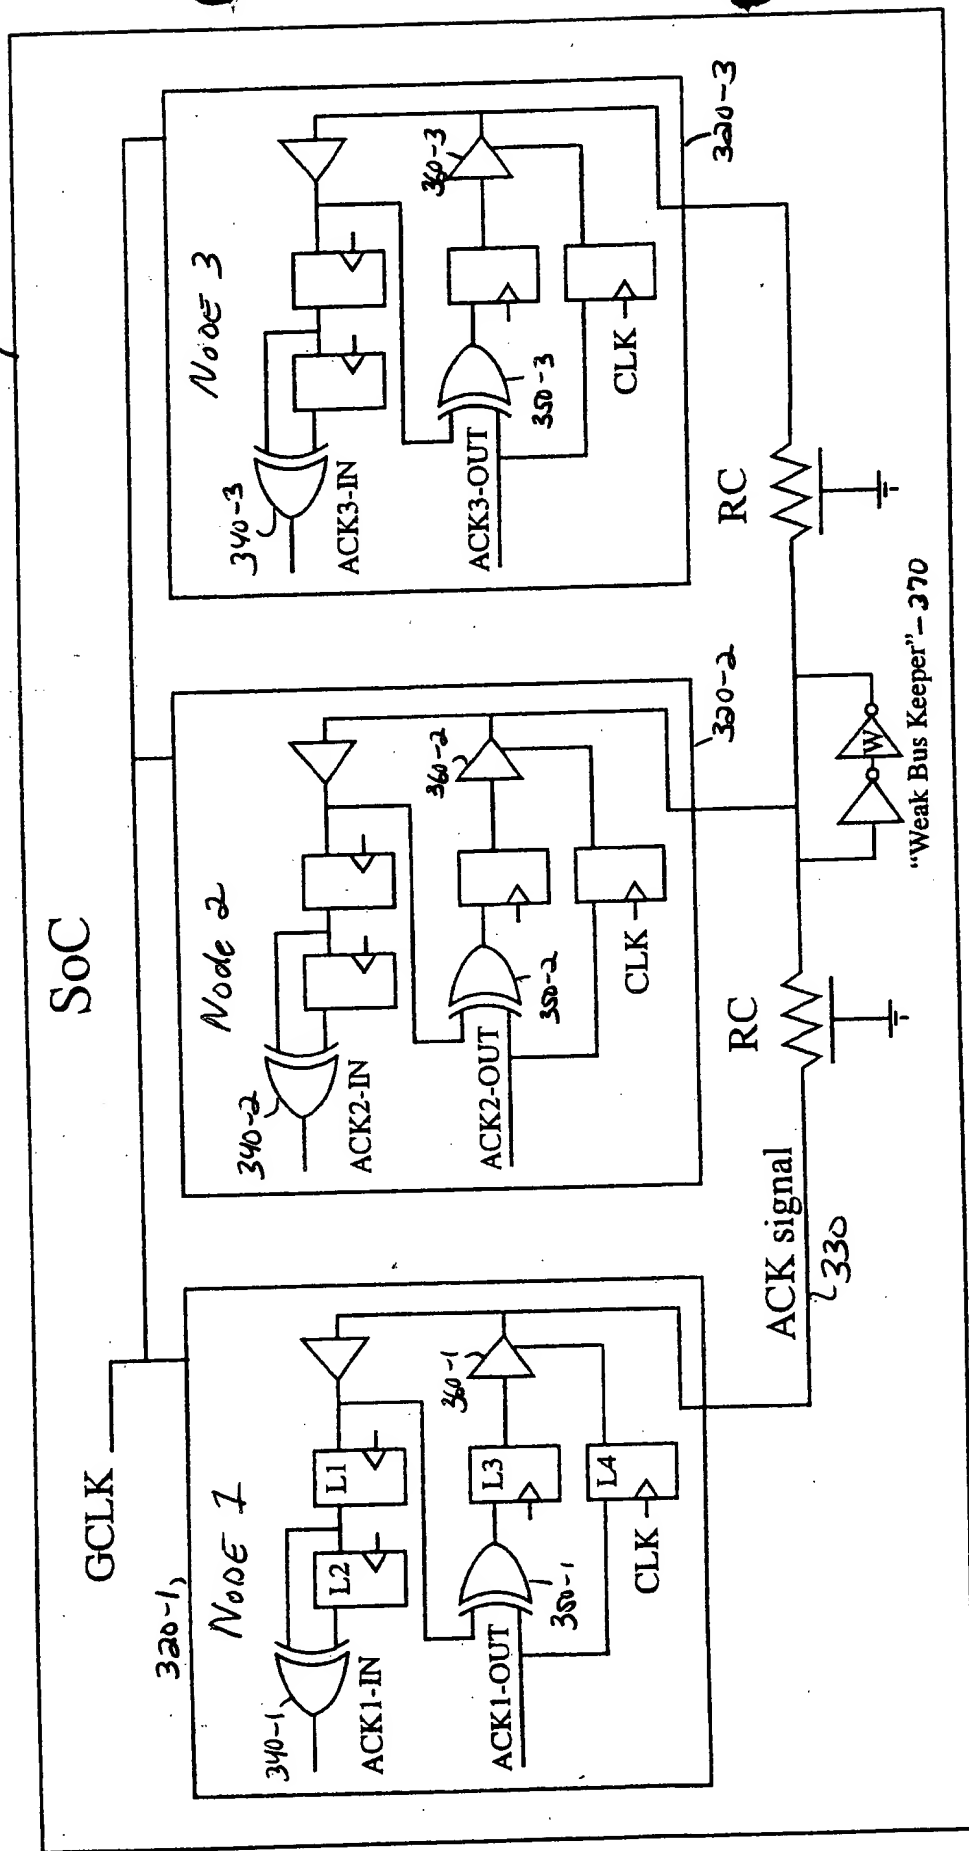 SoC
GCLK
320-1
NODE 1
L1
L2
340-1
ACK1-IN
360-1
L3
ACK1-OUT
350-1
L4
CLK
Node 2
340-2
ACK2-IN
360-2
ACK2-OUT
350-2
CLK
320-2
NODE 3
340-3
ACK3-IN
360-3
ACK3-OUT
350-3
CLK
320-3
ACK signal
330
RC
RC
W
"Weak Bus Keeper"-370